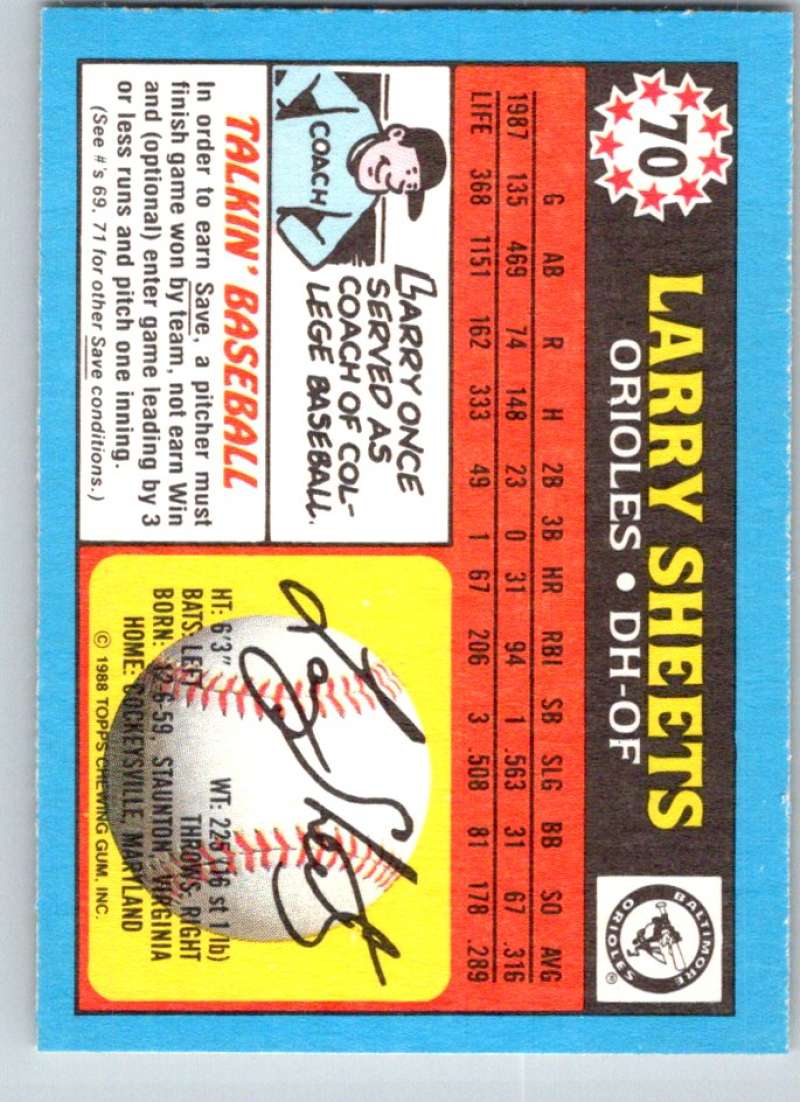 70
LARRY SHEETS
ORIOLES • DH-OF
BALTIMORE
ORIOLES
®
G AB R H 2B 3B HR RBI SB SLG BB SO AVG
1987 135 469 74 148 23 0 31 94 1 .563 31 67 .316
LIFE 368 1151 162 333 49 1 67 206 3 .508 81 178 .289
COACH
LARRY ONCE
SERVED AS
COACH OF COL-
LEGE BASEBALL.
TALKIN' BASEBALL
In order to earn Save, a pitcher must
finish game won by team, not earn Win
and (optional) enter game leading by 3
or less runs and pitch one inning.
(See #'s 69, 71 for other Save conditions.)
Larry Sheets
HT: 6'3" WT: 225 (16 st 1 lb)
BATS: LEFT THROWS: RIGHT
BORN: 12-6-59, STAUNTON, VIRGINIA
HOME: COCKEYSVILLE, MARYLAND
© 1988 TOPPS CHEWING GUM, INC.